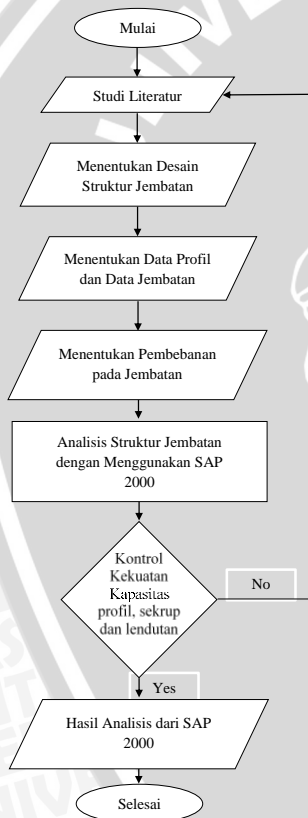 Mulai
Studi Literatur
Menentukan Desain
Struktur Jembatan
Menentukan Data Profil
dan Data Jembatan
Menentukan Pembebanan
pada Jembatan
Analisis Struktur Jembatan
dengan Menggunakan SAP
2000
Kontrol
Kekuatan
Kapasitas
profil, sekrup
dan lendutan
No
Yes
Hasil Analisis dari SAP
2000
Selesai